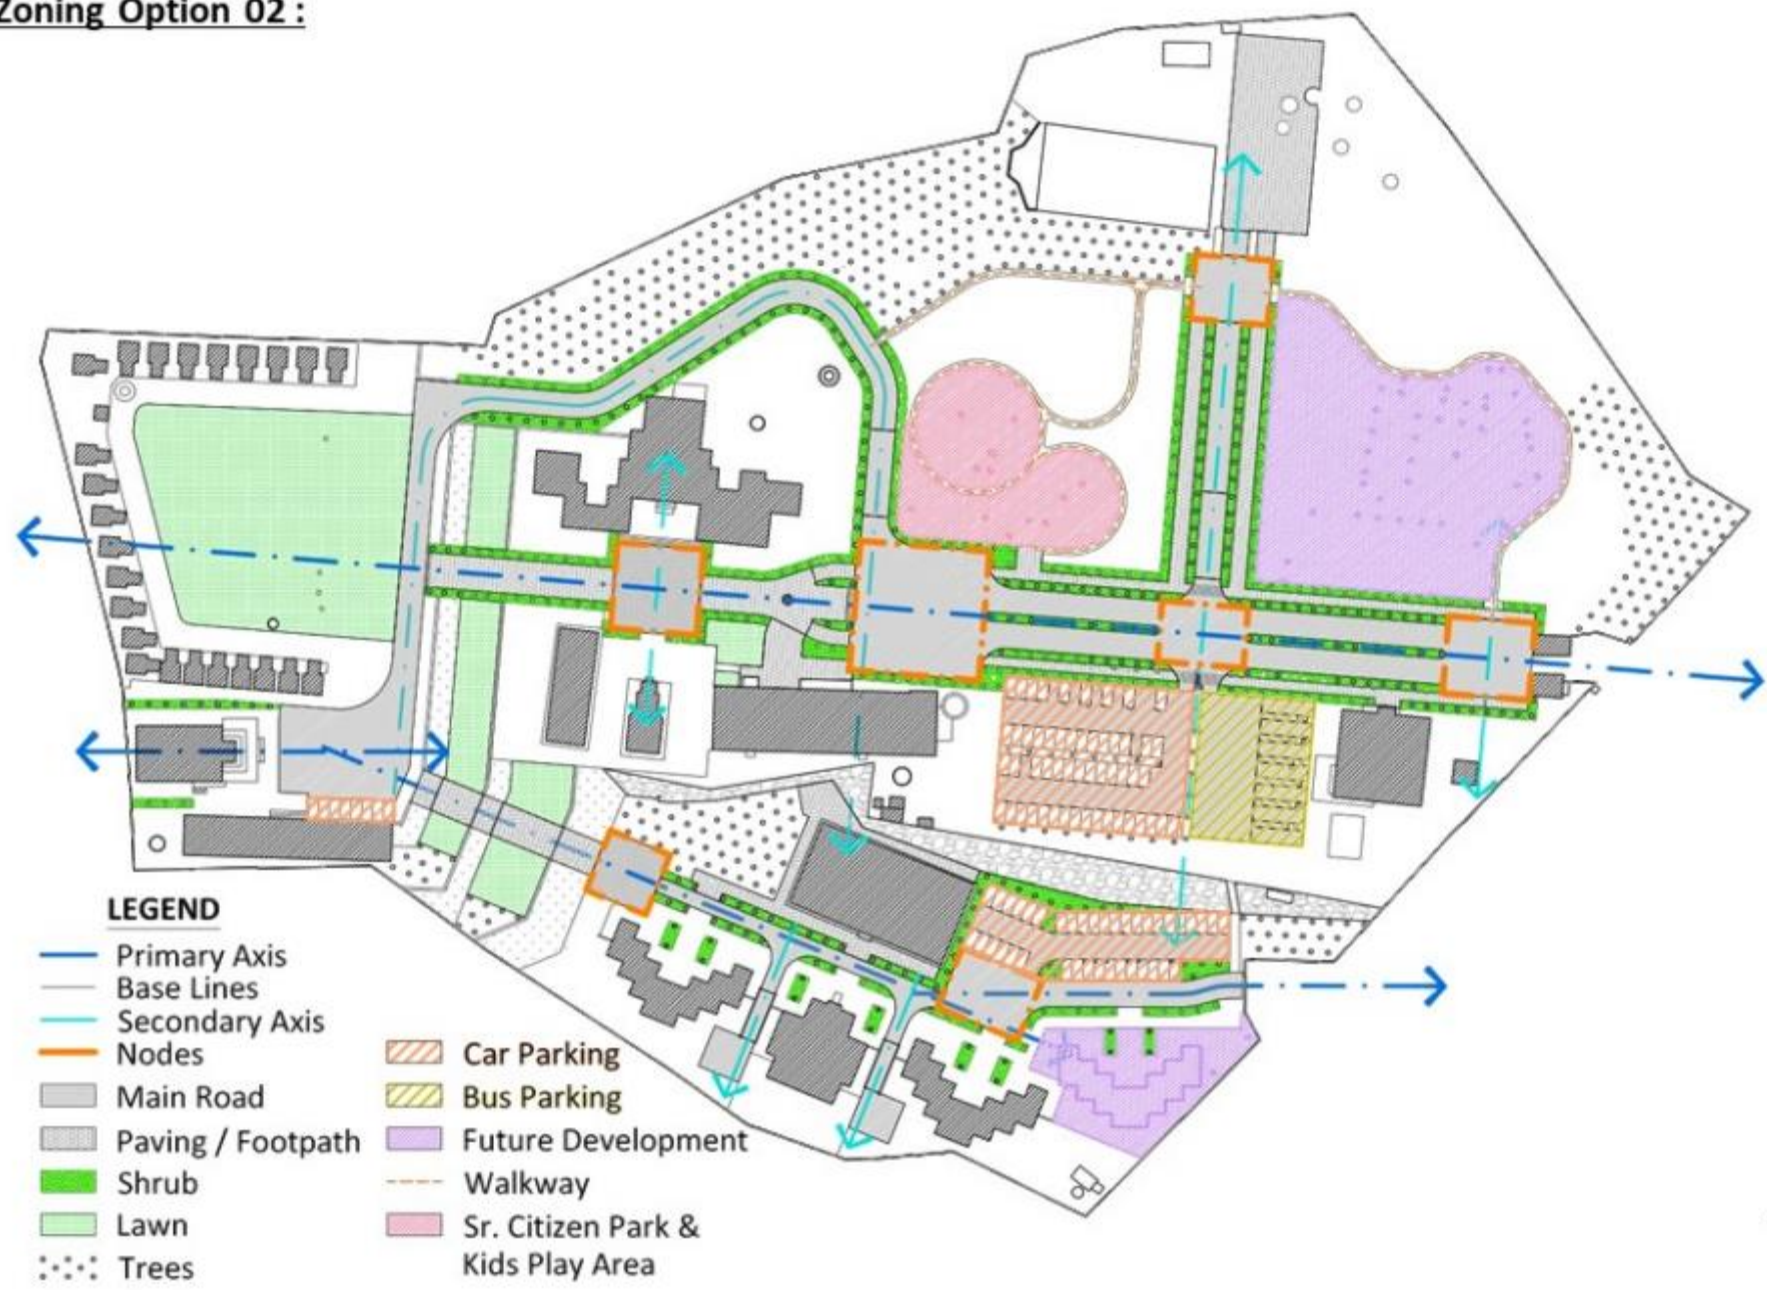 Zoning Option 02 :
LEGEND
Primary Axis
Base Lines
Secondary Axis
Nodes
Main Road
Paving / Footpath
Shrub
Lawn
Trees
Car Parking
Bus Parking
Future Development
Walkway
Sr. Citizen Park &
Kids Play Area